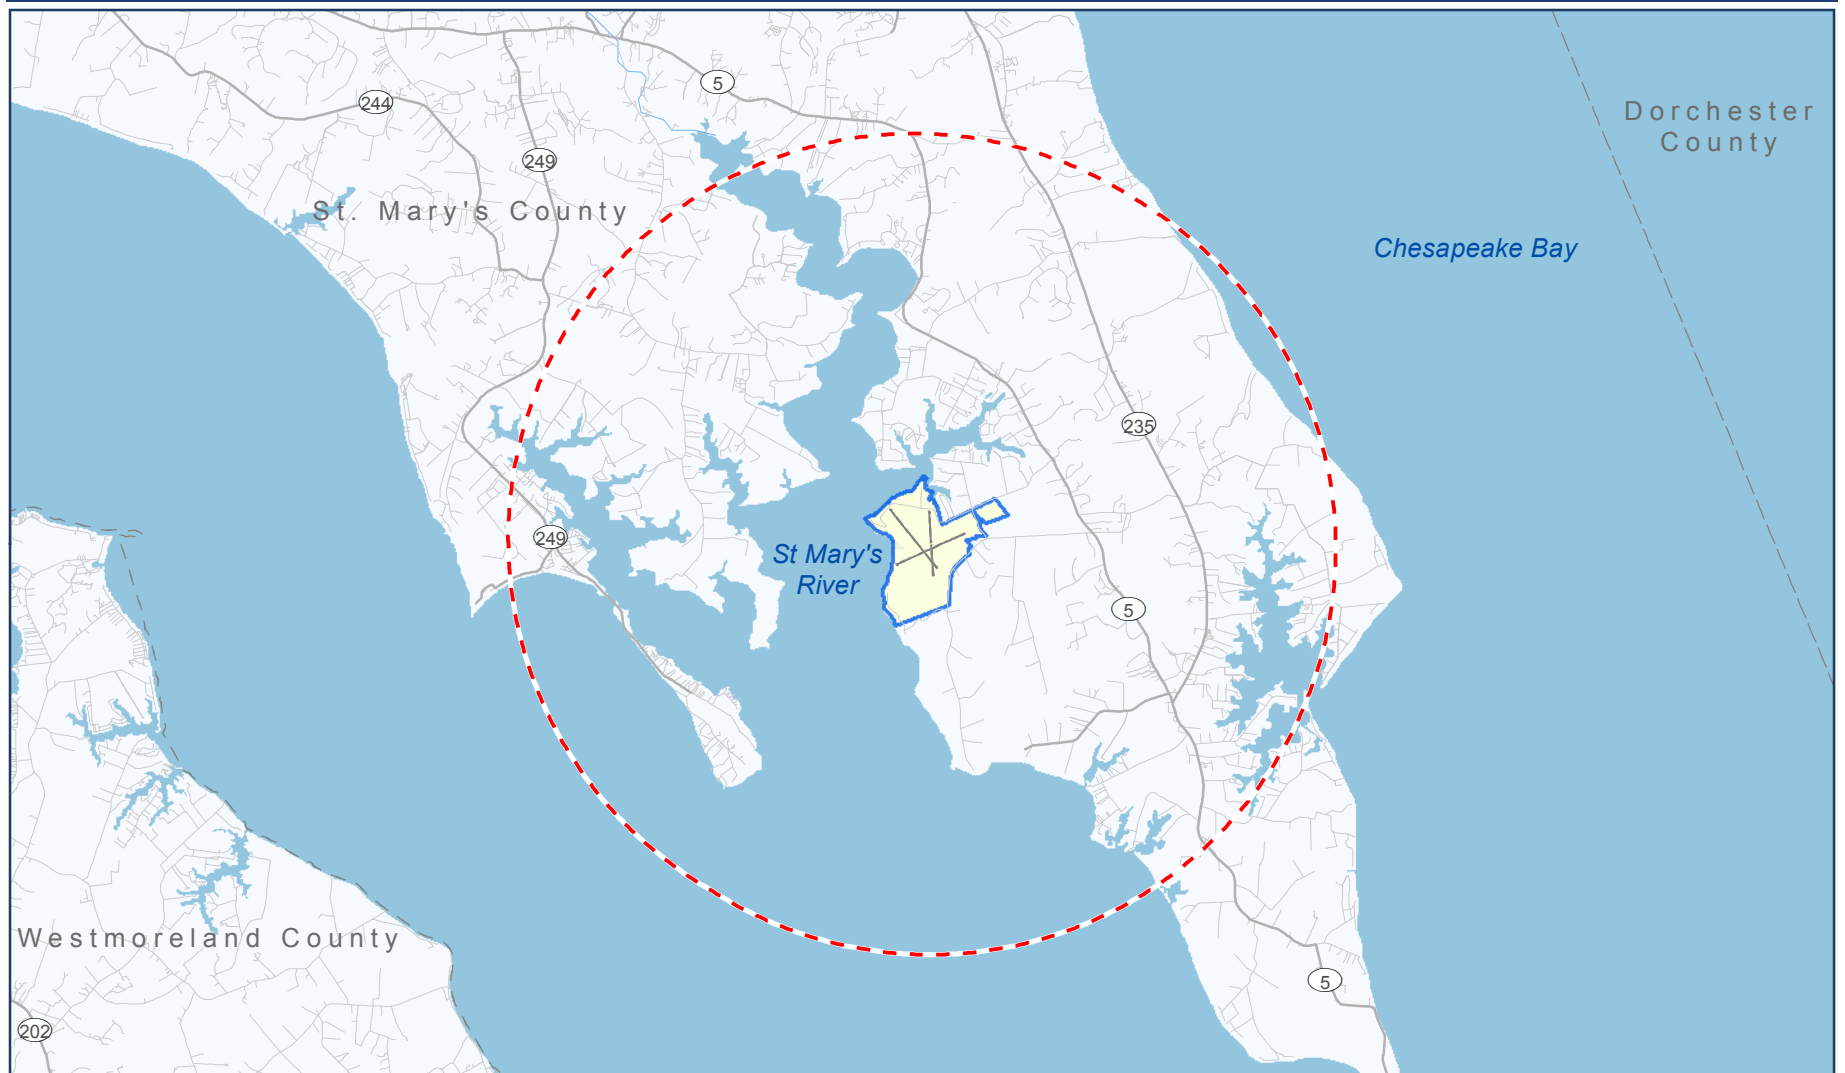 5
Dorchester
County
244
249
St. Mary's County
Chesapeake Bay
235
249
St Mary's
River
5
Westmoreland County
5
202